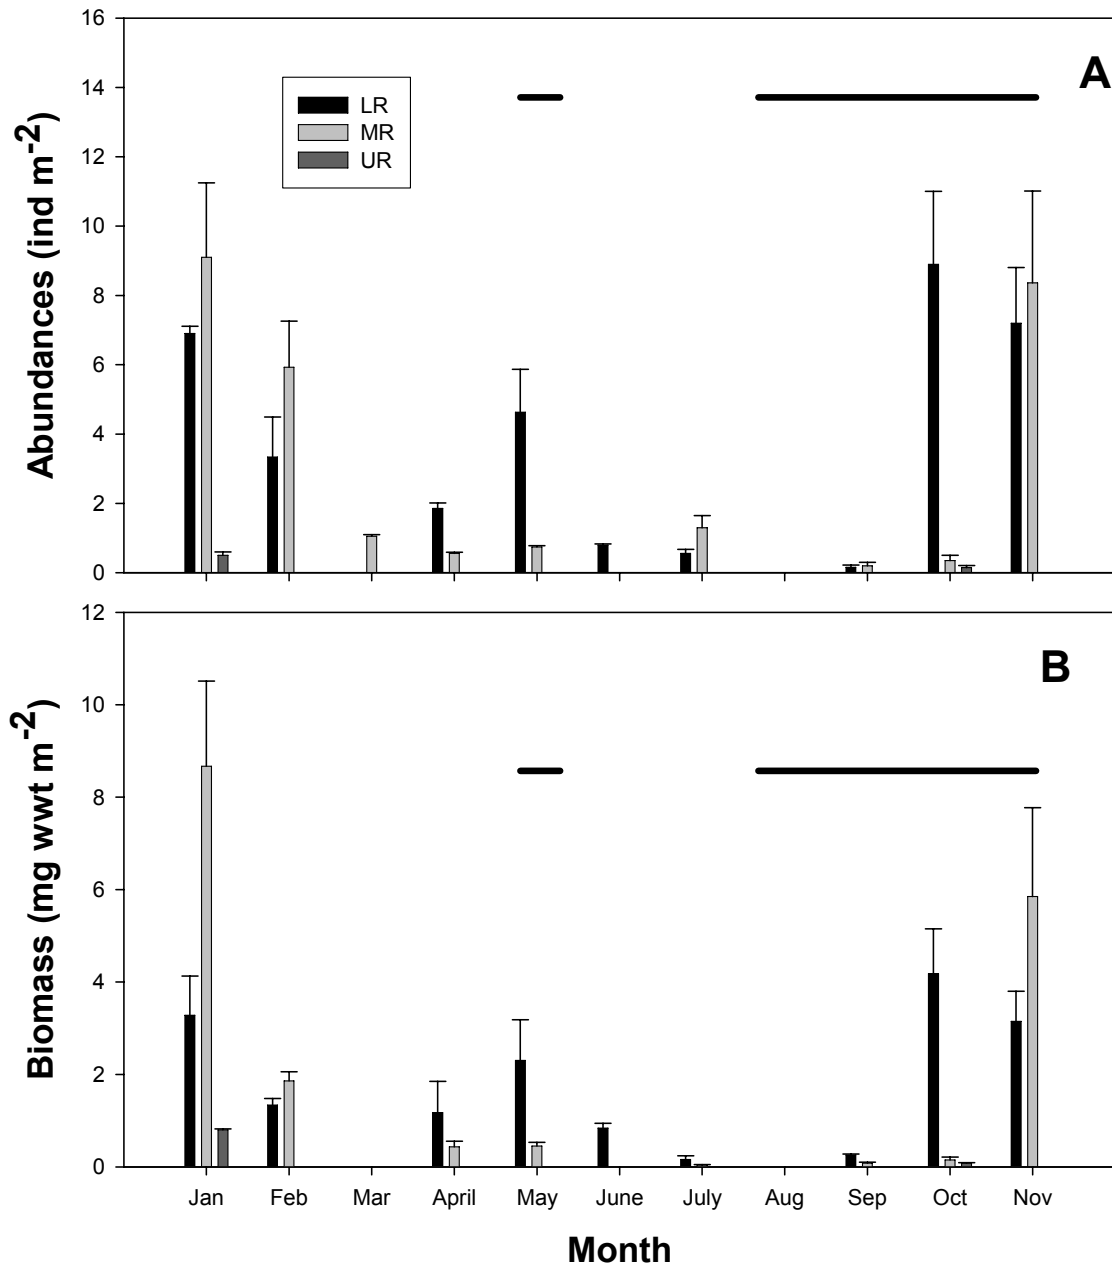 16
14
12
10
8
6
4
2
0
Abundances (ind m-2)
LR
MR
UR
A
12
10
8
6
4
2
0
Biomass (mg wwt m-2)
B
Jan Feb Mar April May June July Aug Sep Oct Nov
Month